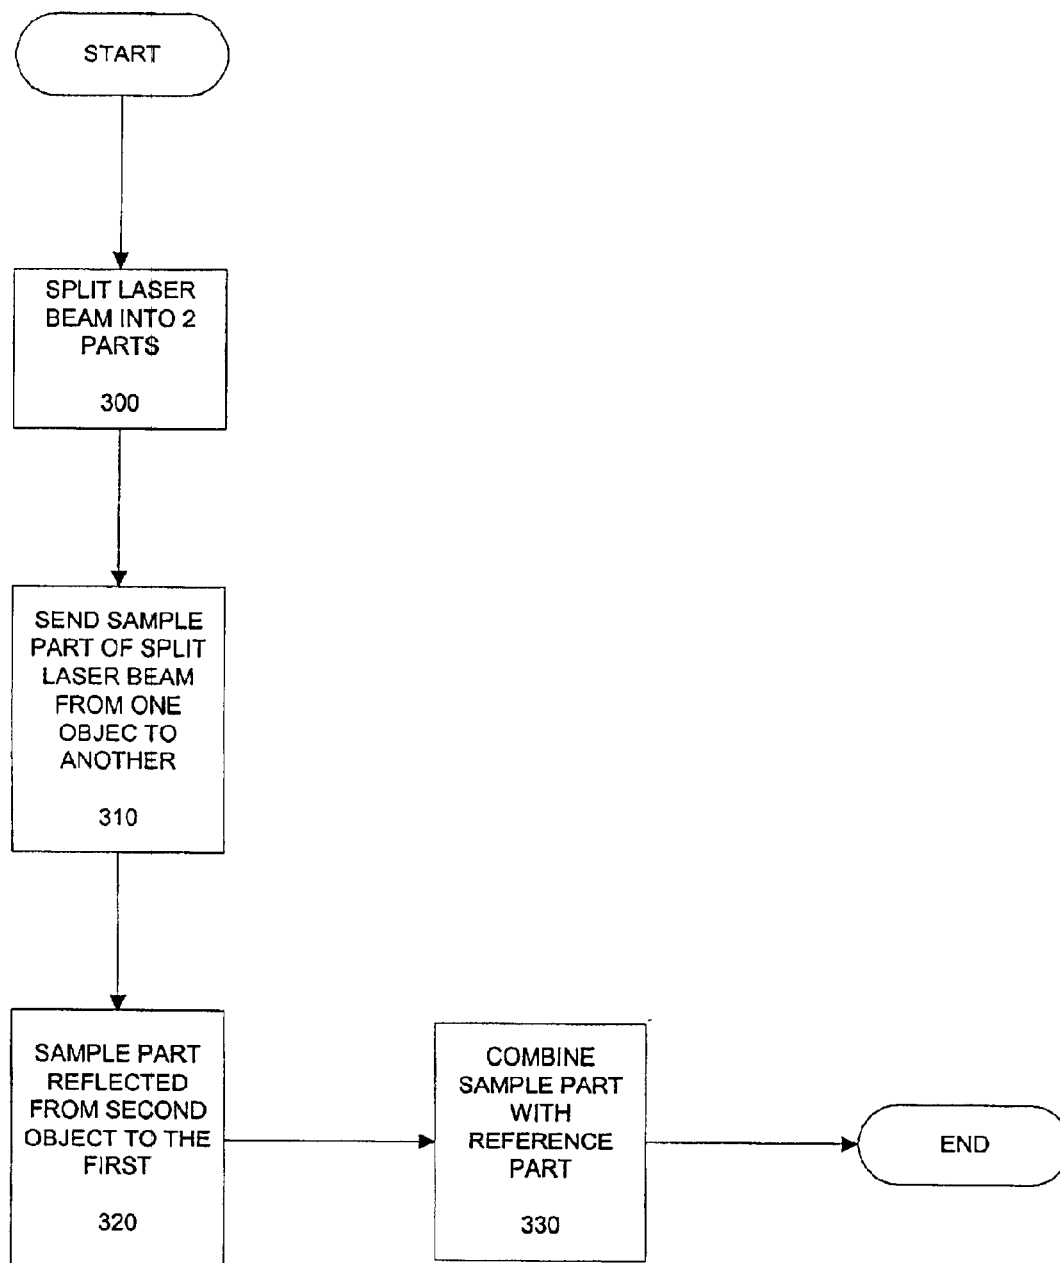 START
SPLIT LASER
BEAM INTO 2
PARTS
300
SEND SAMPLE
PART OF SPLIT
LASER BEAM
FROM ONE
OBJEC TO
ANOTHER
310
SAMPLE PART
REFLECTED
FROM SECOND
OBJECT TO THE
FIRST
320
COMBINE
SAMPLE PART
WITH
REFERENCE
PART
330
END